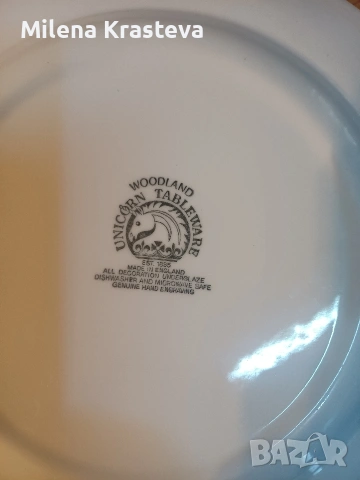 Milena Krasteva
WOODLAND
UNICORN TABLEWARE
EST. 1835
MADE IN ENGLAND
ALL DECORATION UNDERGLAZE
DISHWASHER AND MICROWAVE SAFE
GENUINE HAND ENGRAVING
BAZAR